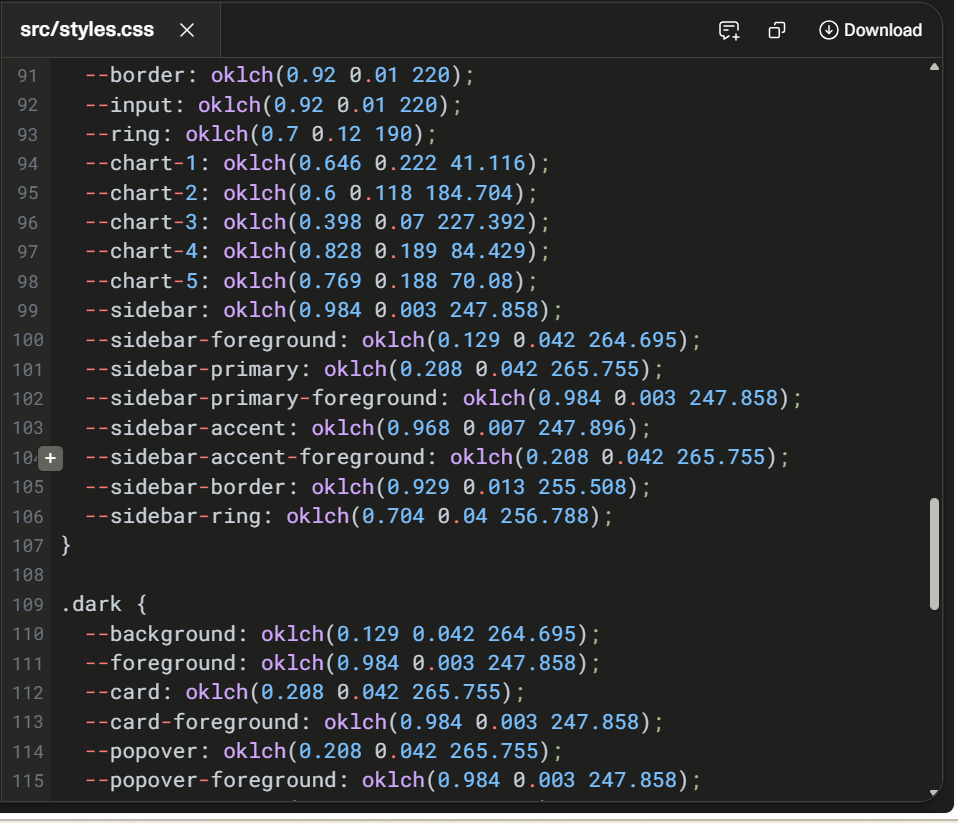 src/styles.css
Download
91 --border: oklch(0.92 0.01 220);
92 --input: oklch(0.92 0.01 220);
93 --ring: oklch(0.7 0.12 190);
94 --chart-1: oklch(0.646 0.222 41.116);
95 --chart-2: oklch(0.6 0.118 184.704);
96 --chart-3: oklch(0.398 0.07 227.392);
97 --chart-4: oklch(0.828 0.189 84.429);
98 --chart-5: oklch(0.769 0.188 70.08);
99 --sidebar: oklch(0.984 0.003 247.858);
100 --sidebar-foreground: oklch(0.129 0.042 264.695);
101 --sidebar-primary: oklch(0.208 0.042 265.755);
102 --sidebar-primary-foreground: oklch(0.984 0.003 247.858);
103 --sidebar-accent: oklch(0.968 0.007 247.896);
104 --sidebar-accent-foreground: oklch(0.208 0.042 265.755);
105 --sidebar-border: oklch(0.929 0.013 255.508);
106 --sidebar-ring: oklch(0.704 0.04 256.788);
107 }
108
109 .dark {
110 --background: oklch(0.129 0.042 264.695);
111 --foreground: oklch(0.984 0.003 247.858);
112 --card: oklch(0.208 0.042 265.755);
113 --card-foreground: oklch(0.984 0.003 247.858);
114 --popover: oklch(0.208 0.042 265.755);
115 --popover-foreground: oklch(0.984 0.003 247.858);